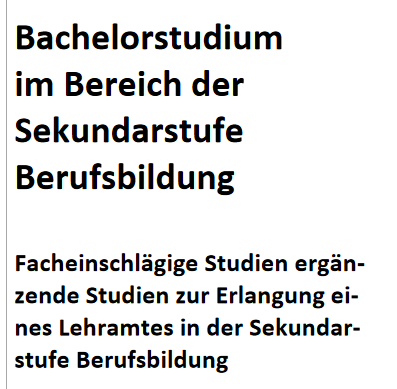 Bachelorstudium
im Bereich der
Sekundarstufe
Berufsbildung
Facheinschlägige Studien ergän-
zende Studien zur Erlangung ei-
nes Lehramtes in der Sekundar-
stufe Berufsbildung